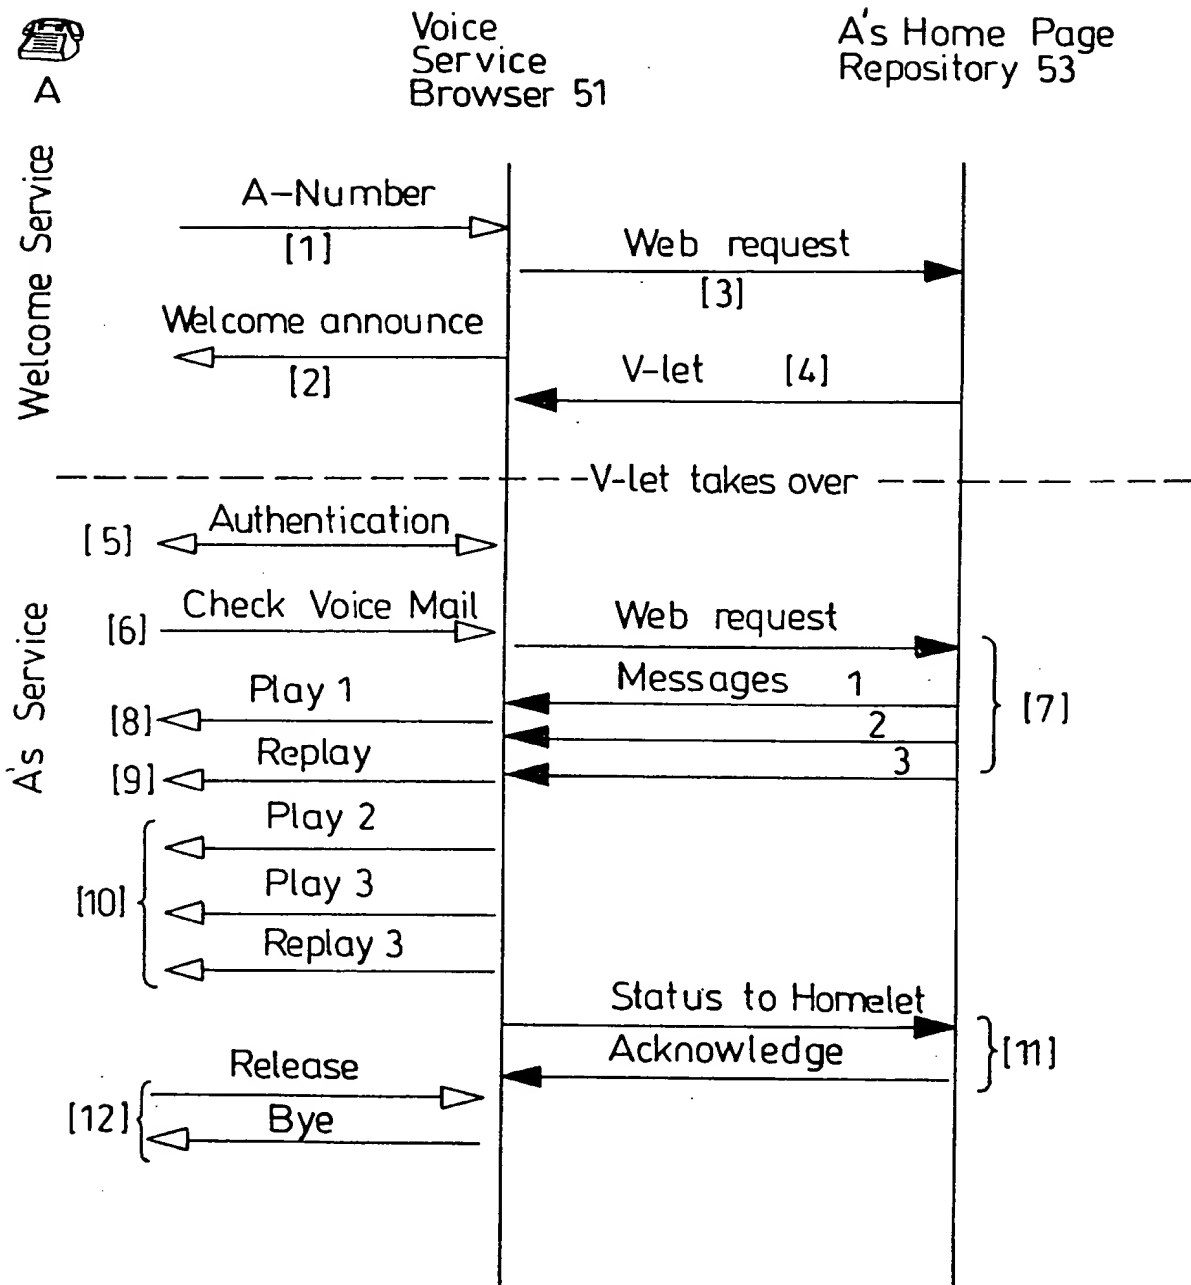 Voice
Service
Browser 51
A's Home Page
Repository 53
A
Welcome Service
A-Number
[1]
Web request
[3]
Welcome announce
[2]
V-let [4]
V-let takes over
A's Service
[5] Authentication
[6] Check Voice Mail
Web request
Messages 1
2
3
[7]
[8] Play 1
[9] Replay
Play 2
[10] Play 3
Replay 3
Status to Homelet
Acknowledge
[11]
Release
[12] Bye